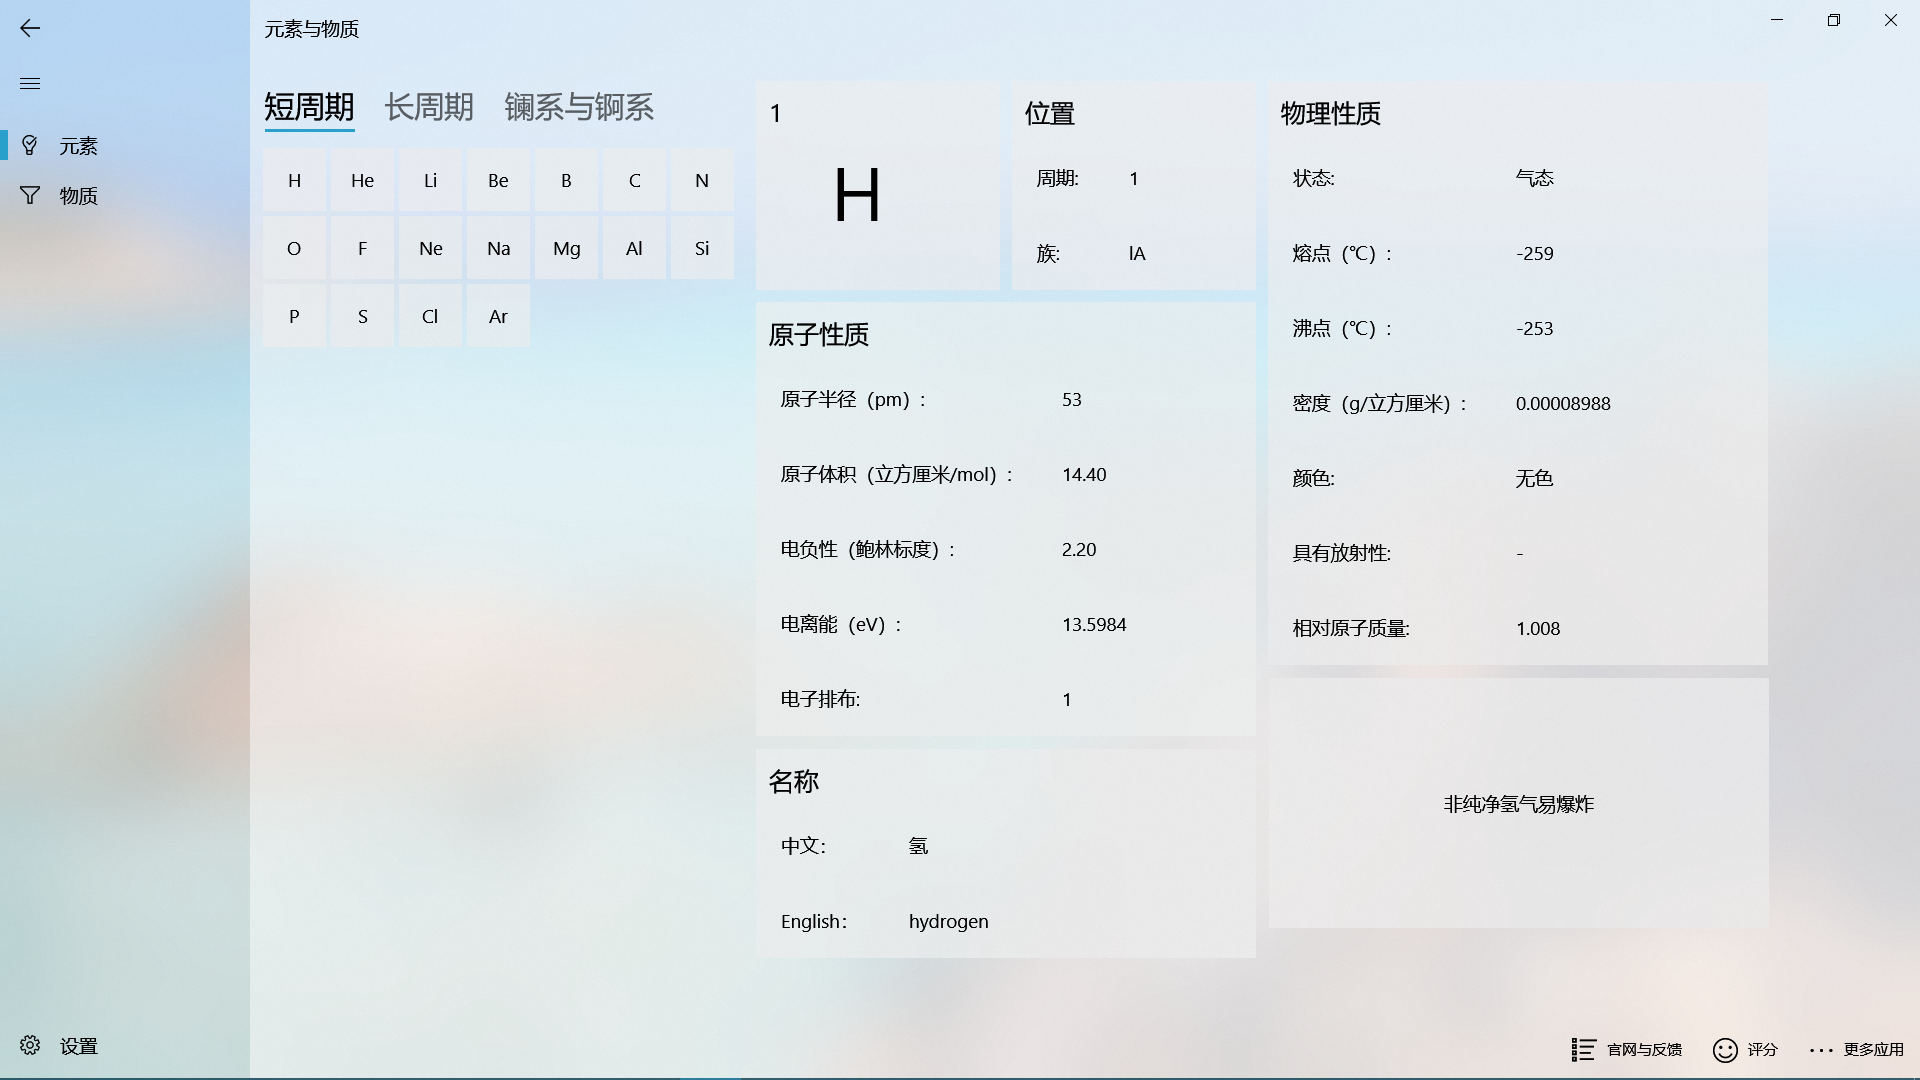 元素与物质
元素
物质
设置
短周期 长周期 镧系与锕系
H He Li Be B C N
O F Ne Na Mg Al Si
P S Cl Ar
1
H
位置
周期: 1
族: IA
原子性质
原子半径（pm）: 53
原子体积（立方厘米/mol）: 14.40
电负性（鲍林标度）: 2.20
电离能（eV）: 13.5984
电子排布: 1
名称
中文： 氢
English： hydrogen
物理性质
状态: 气态
熔点（℃）: -259
沸点（℃）: -253
密度（g/立方厘米）: 0.00008988
颜色: 无色
具有放射性: -
相对原子质量: 1.008
非纯净氢气易爆炸
官网与反馈 评分 更多应用